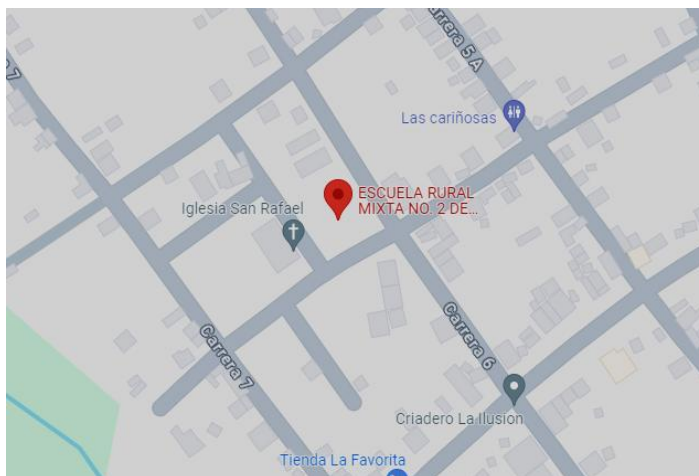 Carrera 5 A
Las cariñosas
ESCUELA RURAL
MIXTA NO. 2 DE...
Iglesia San Rafael
Carrera 7
Carrera 6
Criadero La Ilusion
Tienda La Favorita